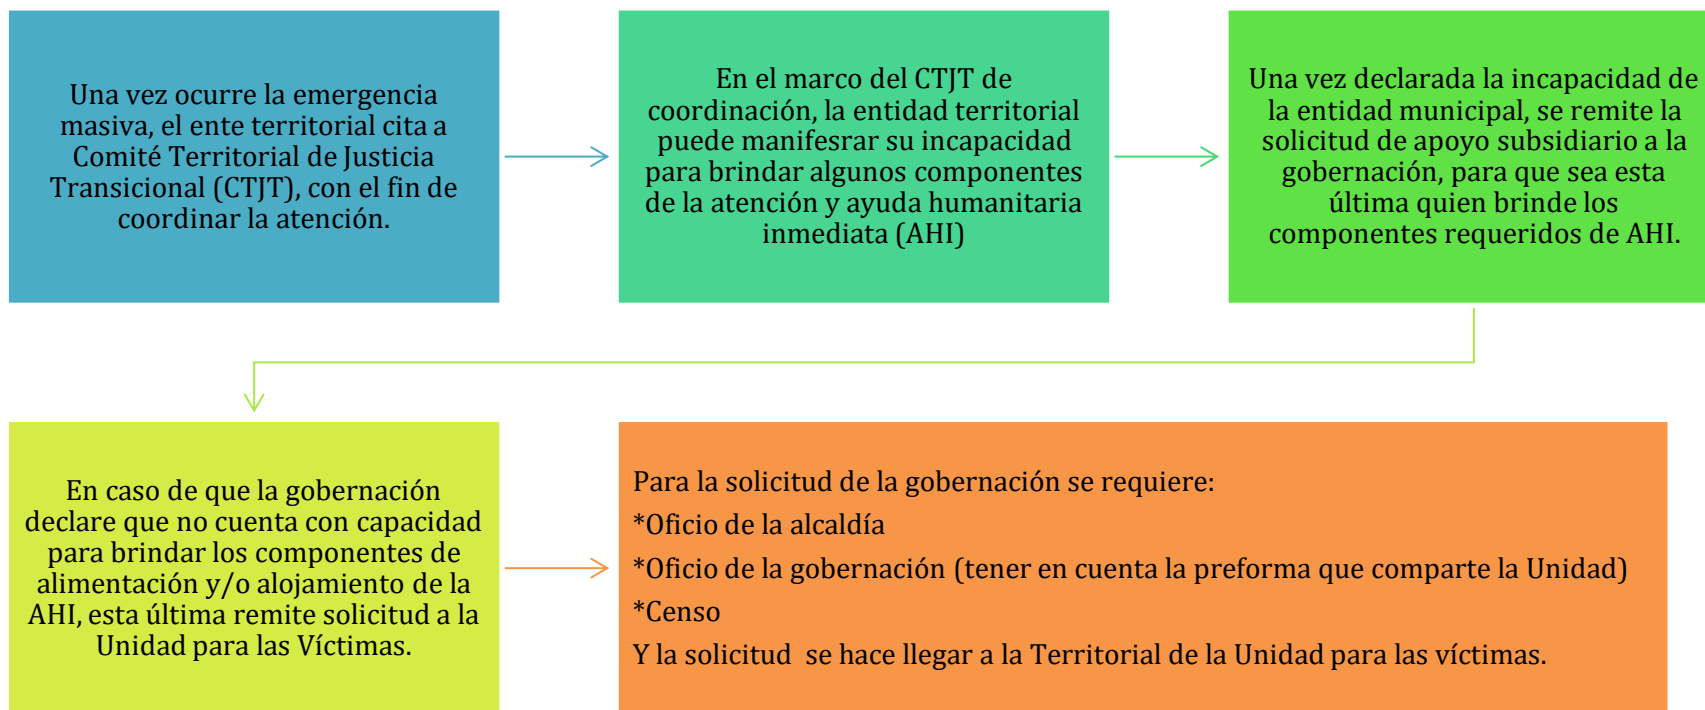 Una vez ocurre la emergencia
masiva, el ente territorial cita a
Comité Territorial de Justicia
Transicional (CTJT), con el fin de
coordinar la atención.
En el marco del CTJT de
coordinación, la entidad territorial
puede manifesrar su incapacidad
para brindar algunos componentes
de la atención y ayuda humanitaria
inmediata (AHI)
Una vez declarada la incapacidad de
la entidad municipal, se remite la
solicitud de apoyo subsidiario a la
gobernación, para que sea esta
última quien brinde los
componentes requeridos de AHI.
En caso de que la gobernación
declare que no cuenta con capacidad
para brindar los componentes de
alimentación y/o alojamiento de la
AHI, esta última remite solicitud a la
Unidad para las Víctimas.
Para la solicitud de la gobernación se requiere:
*Oficio de la alcaldía
*Oficio de la gobernación (tener en cuenta la preforma que comparte la Unidad)
*Censo
Y la solicitud  se hace llegar a la Territorial de la Unidad para las víctimas.